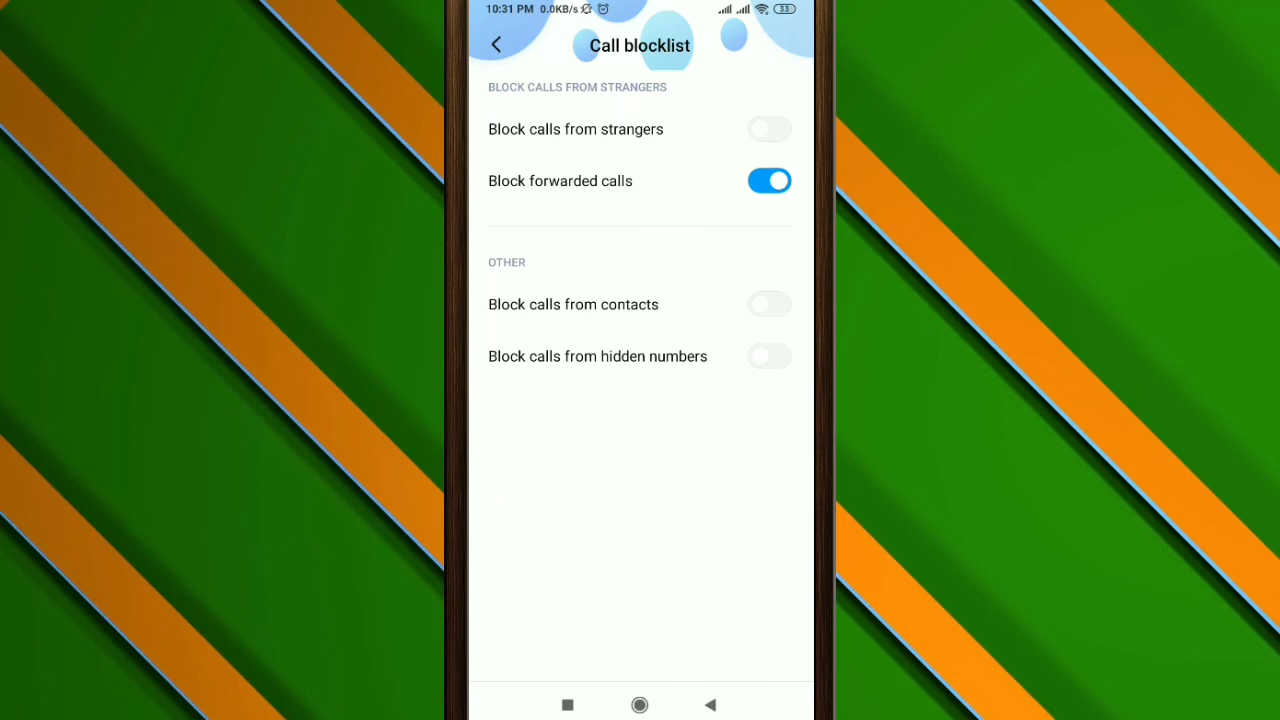 10:31 PM 0.0KB/s 33
Call blocklist
BLOCK CALLS FROM STRANGERS
Block calls from strangers
Block forwarded calls
OTHER
Block calls from contacts
Block calls from hidden numbers